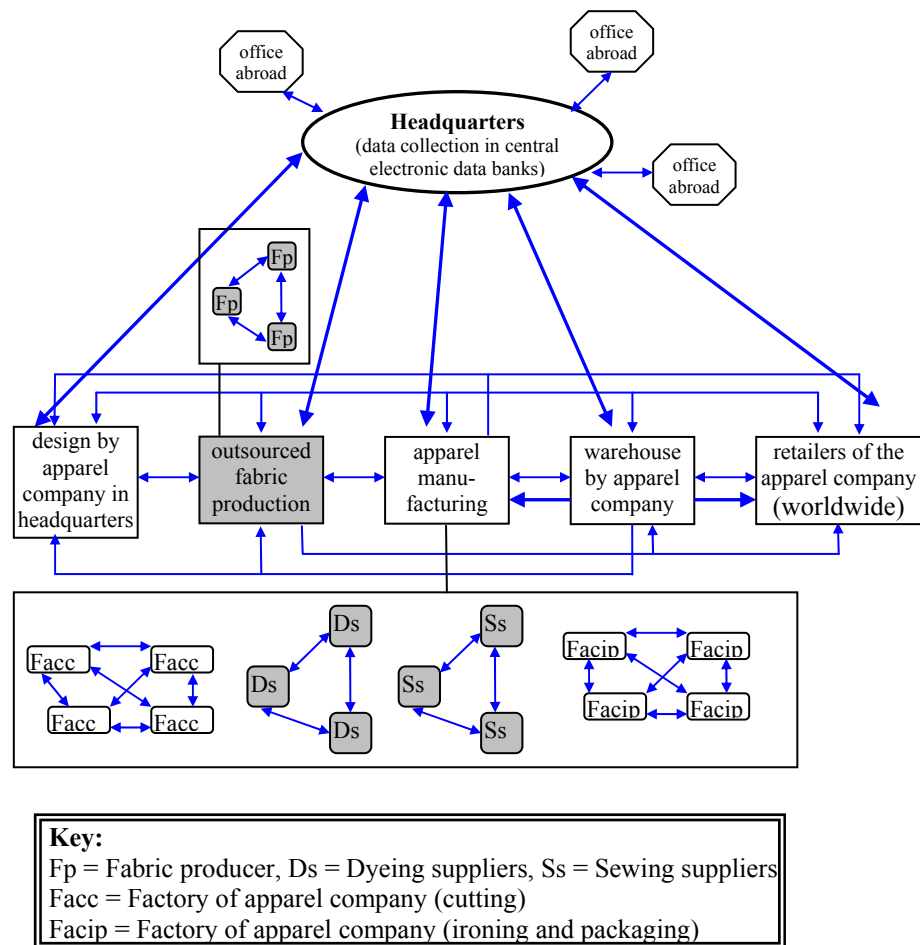 office
abroad
office
abroad
Headquarters
(data collection in central
electronic data banks)
office
abroad
Fp
Fp
Fp
design by
apparel
company in
headquarters
outsourced
fabric
production
apparel
manu-
facturing
warehouse
by apparel
company
retailers of the
apparel company
(worldwide)
Facc
Facc
Facc
Facc
Ds
Ds
Ds
Ss
Ss
Ss
Facip
Facip
Facip
Facip
Key:
Fp = Fabric producer, Ds = Dyeing suppliers, Ss = Sewing suppliers
Facc = Factory of apparel company (cutting)
Facip = Factory of apparel company (ironing and packaging)